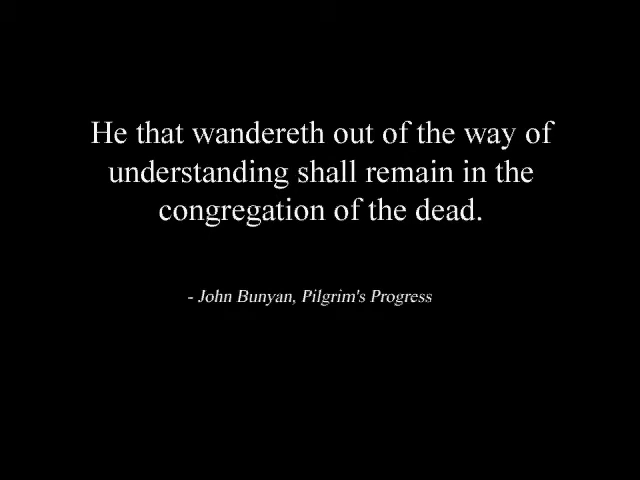 He that wandereth out of the way of
understanding shall remain in the
congregation of the dead.
- John Bunyan, Pilgrim's Progress